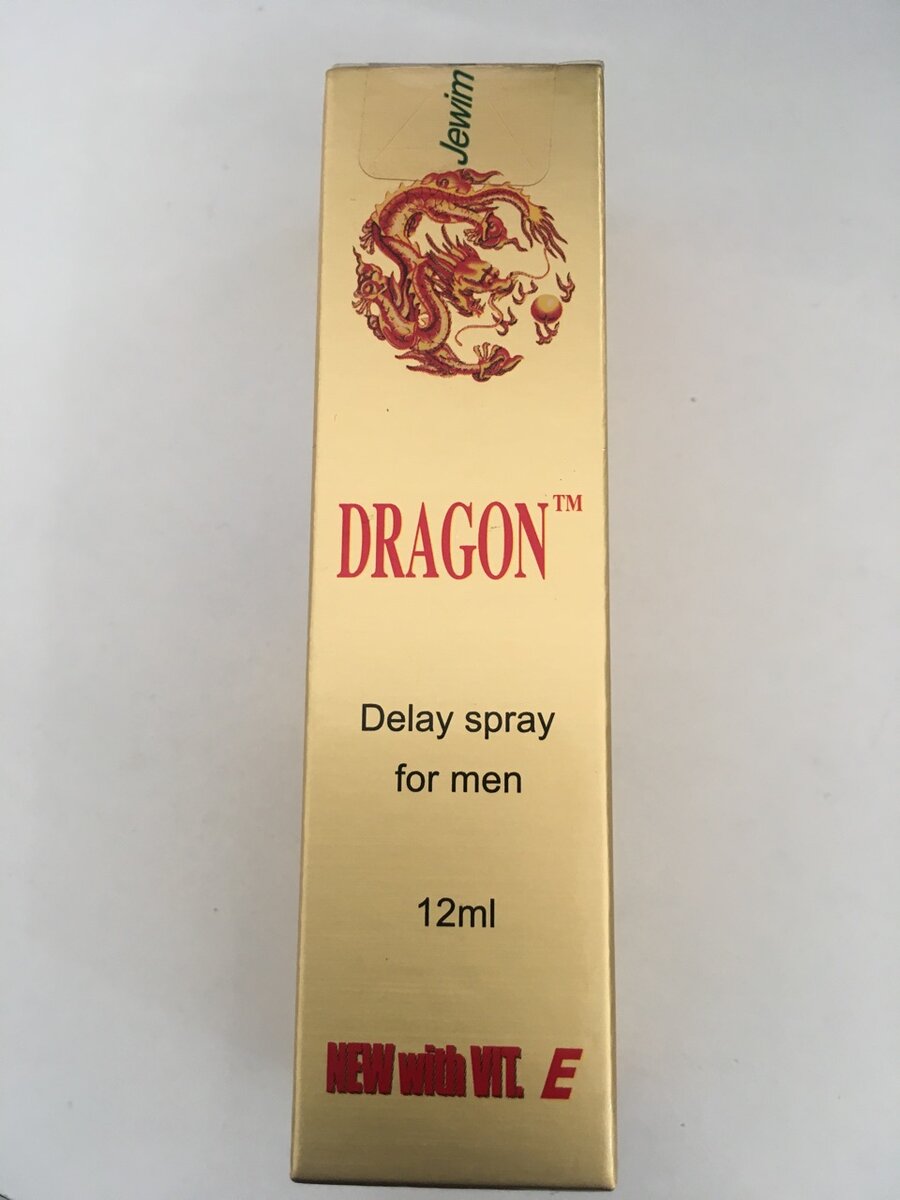 Jewim
DRAGON™
Delay spray
for men
12ml
NEW with VIT. E